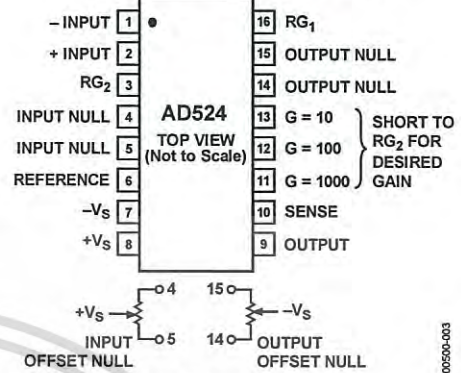 – INPUT 1
+ INPUT 2
RG2 3
INPUT NULL 4
INPUT NULL 5
REFERENCE 6
–VS 7
+VS 8
AD524
TOP VIEW
(Not to Scale)
16 RG1
15 OUTPUT NULL
14 OUTPUT NULL
13 G = 10
12 G = 100
11 G = 1000
10 SENSE
9 OUTPUT
SHORT TO
RG2 FOR
DESIRED
GAIN
+VS
4
5
INPUT
OFFSET NULL
15
14
–VS
OUTPUT
OFFSET NULL
00500-003